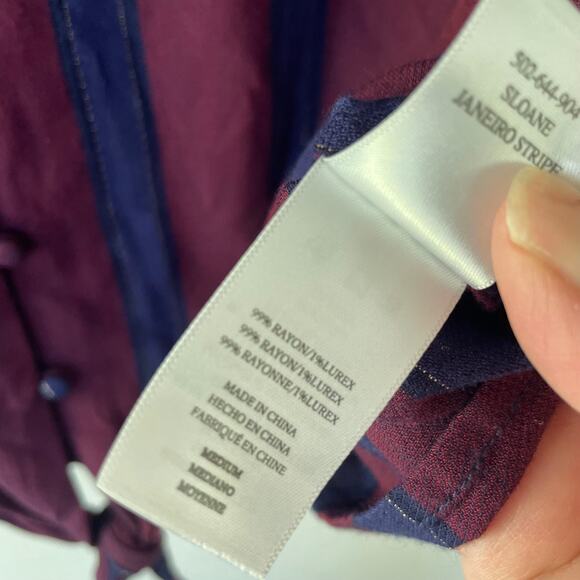 502-644-904
SLOANE
JANEIRO STRIPE
99% RAYON/1%LUREX
99% RAYON/1%LUREX
99% RAYONNE/1%LUREX
MADE IN CHINA
HECHO EN CHINA
FABRIQUÉ EN CHINE
MEDIUM
MEDIANO
MOYENNE